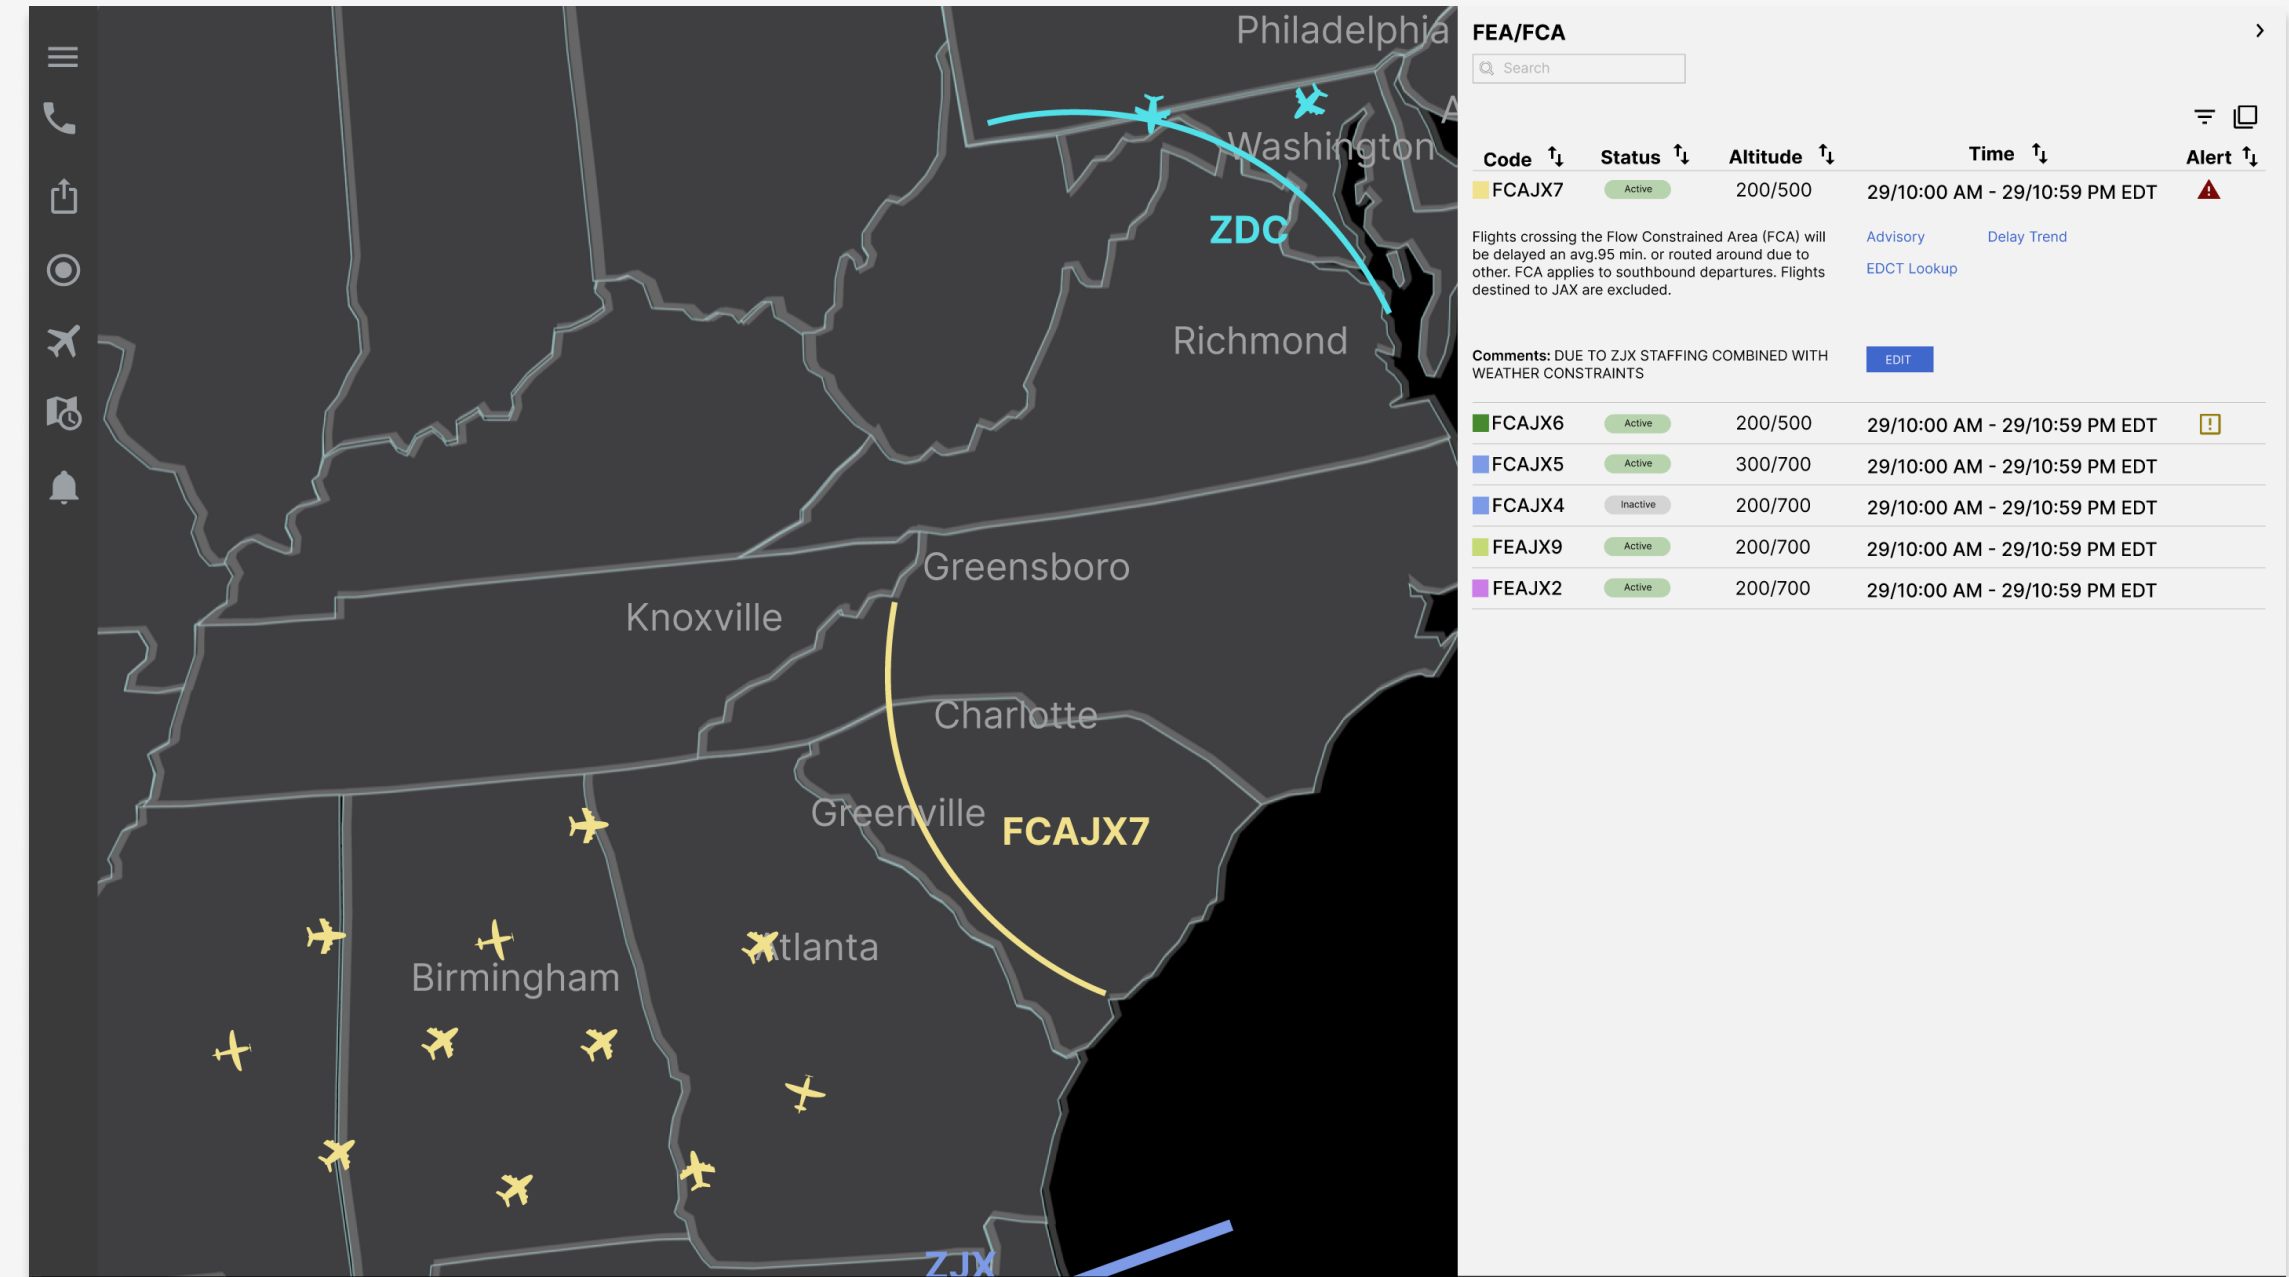 Philadelphia
Washington
ZDC
Richmond
Greensboro
Knoxville
Charlotte
Greenville
FCAJX7
Atlanta
Birmingham
ZJX
FEA/FCA
Search
Code Status Altitude Time Alert
FCAJX7 Active 200/500 29/10:00 AM - 29/10:59 PM EDT
Flights crossing the Flow Constrained Area (FCA) will
be delayed an avg.95 min. or routed around due to
other. FCA applies to southbound departures. Flights
destined to JAX are excluded.
Advisory Delay Trend
EDCT Lookup
Comments: DUE TO ZJX STAFFING COMBINED WITH
WEATHER CONSTRAINTS
EDIT
FCAJX6 Active 200/500 29/10:00 AM - 29/10:59 PM EDT
FCAJX5 Active 300/700 29/10:00 AM - 29/10:59 PM EDT
FCAJX4 Inactive 200/700 29/10:00 AM - 29/10:59 PM EDT
FEAJX9 Active 200/700 29/10:00 AM - 29/10:59 PM EDT
FEAJX2 Active 200/700 29/10:00 AM - 29/10:59 PM EDT